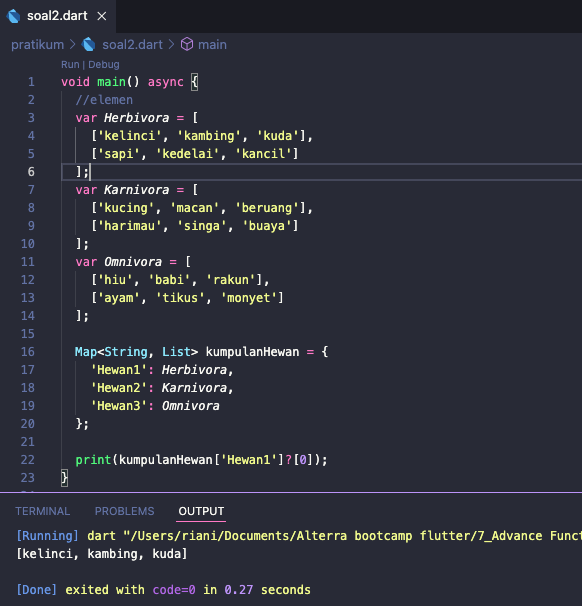 soal2.dart
pratikum > soal2.dart > main
Run | Debug
1 void main() async {
2 //elemen
3 var Herbivora = [
4 ['kelinci', 'kambing', 'kuda'],
5 ['sapi', 'kedelai', 'kancil']
6 ];
7 var Karnivora = [
8 ['kucing', 'macan', 'beruang'],
9 ['harimau', 'singa', 'buaya']
10 ];
11 var Omnivora = [
12 ['hiu', 'babi', 'rakun'],
13 ['ayam', 'tikus', 'monyet']
14 ];
15
16 Map<String, List> kumpulanHewan = {
17 'Hewan1': Herbivora,
18 'Hewan2': Karnivora,
19 'Hewan3': Omnivora
20 };
21
22 print(kumpulanHewan['Hewan1']?[0]);
23 }
TERMINAL PROBLEMS OUTPUT
[Running] dart "/Users/riani/Documents/Alterra bootcamp flutter/7_Advance Funct
[kelinci, kambing, kuda]
[Done] exited with code=0 in 0.27 seconds